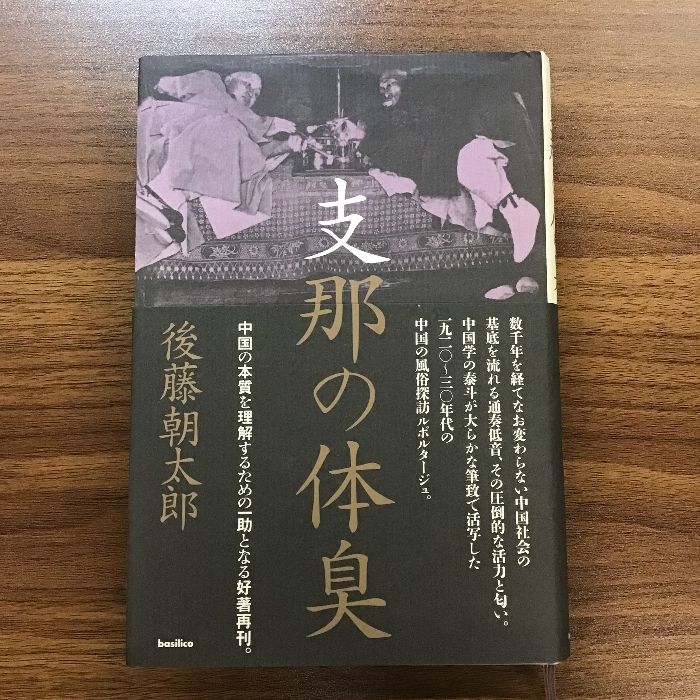 支那の体臭
数千年を経てなお変わらない中国社会の
基底を流れる通奏低音、その圧倒的な活力と匂い。
中国学の泰斗が大らかな筆致で活写した
一九二〇〜三〇年代の
中国の風俗探訪ルポルタージュ。
中国の本質を理解するための一助となる好著再刊。
後藤朝太郎
basilico